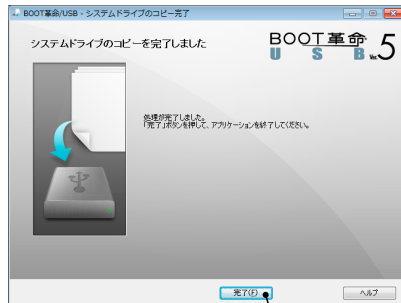 BOOT革命/USB - システムドライブのコピー完了
システムドライブのコピーを完了しました
BOOT革命
USB Ver.5
処理が完了しました。
「完了」ボタンを押して、アプリケーションを終了してください。
完了(F)
ヘルプ